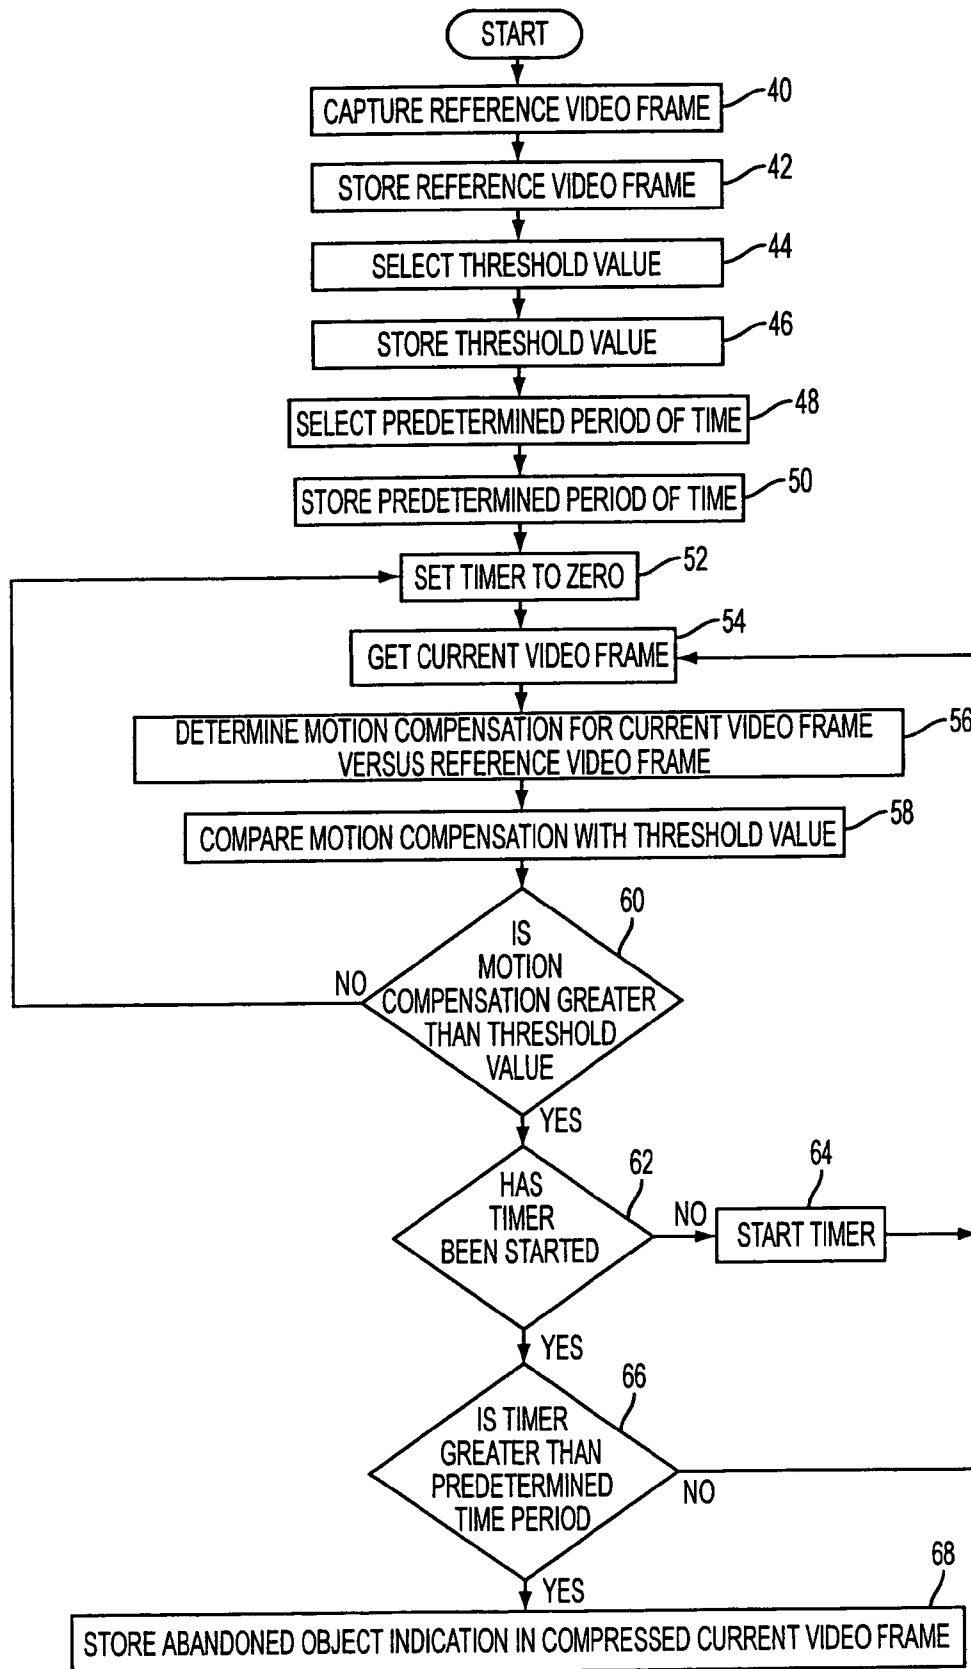 START
CAPTURE REFERENCE VIDEO FRAME
40
STORE REFERENCE VIDEO FRAME
42
SELECT THRESHOLD VALUE
44
STORE THRESHOLD VALUE
46
SELECT PREDETERMINED PERIOD OF TIME
48
STORE PREDETERMINED PERIOD OF TIME
50
SET TIMER TO ZERO
52
GET CURRENT VIDEO FRAME
54
DETERMINE MOTION COMPENSATION FOR CURRENT VIDEO FRAME
VERSUS REFERENCE VIDEO FRAME
56
COMPARE MOTION COMPENSATION WITH THRESHOLD VALUE
58
IS
MOTION
COMPENSATION GREATER
THAN THRESHOLD
VALUE
60
NO
YES
HAS
TIMER
BEEN STARTED
62
NO
START TIMER
64
YES
IS TIMER
GREATER THAN
PREDETERMINED
TIME PERIOD
66
NO
YES
STORE ABANDONED OBJECT INDICATION IN COMPRESSED CURRENT VIDEO FRAME
68